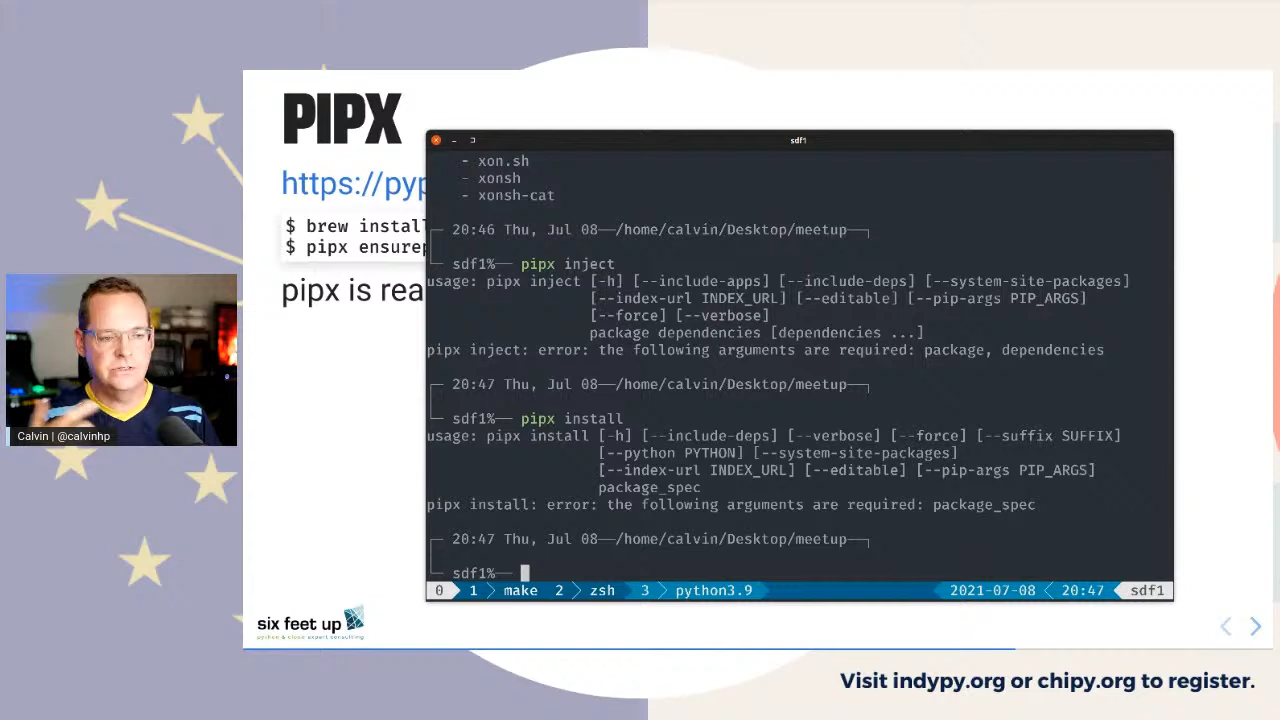 PIPX
https://pyp
$ brew install
$ pipx ensurep
pipx is rea
sdf1
- xon.sh
- xonsh
- xonsh-cat
20:46 Thu, Jul 08—/home/calvin/Desktop/meetup—
sdf1%— pipx inject
usage: pipx inject [-h] [--include-apps] [--include-deps] [--system-site-packages]
[--index-url INDEX_URL] [--editable] [--pip-args PIP_ARGS]
[--force] [--verbose]
package dependencies [dependencies ...]
pipx inject: error: the following arguments are required: package, dependencies
20:47 Thu, Jul 08—/home/calvin/Desktop/meetup—
sdf1%— pipx install
usage: pipx install [-h] [--include-deps] [--verbose] [--force] [--suffix SUFFIX]
[--python PYTHON] [--system-site-packages]
[--index-url INDEX_URL] [--editable] [--pip-args PIP_ARGS]
package_spec
pipx install: error: the following arguments are required: package_spec
20:47 Thu, Jul 08—/home/calvin/Desktop/meetup—
sdf1%—
0 1 make 2 zsh 3 python3.9 2021-07-08 20:47 sdf1
Calvin | @calvinhp
six feet up
python & cloud expert consulting
Visit indypy.org or chipy.org to register.